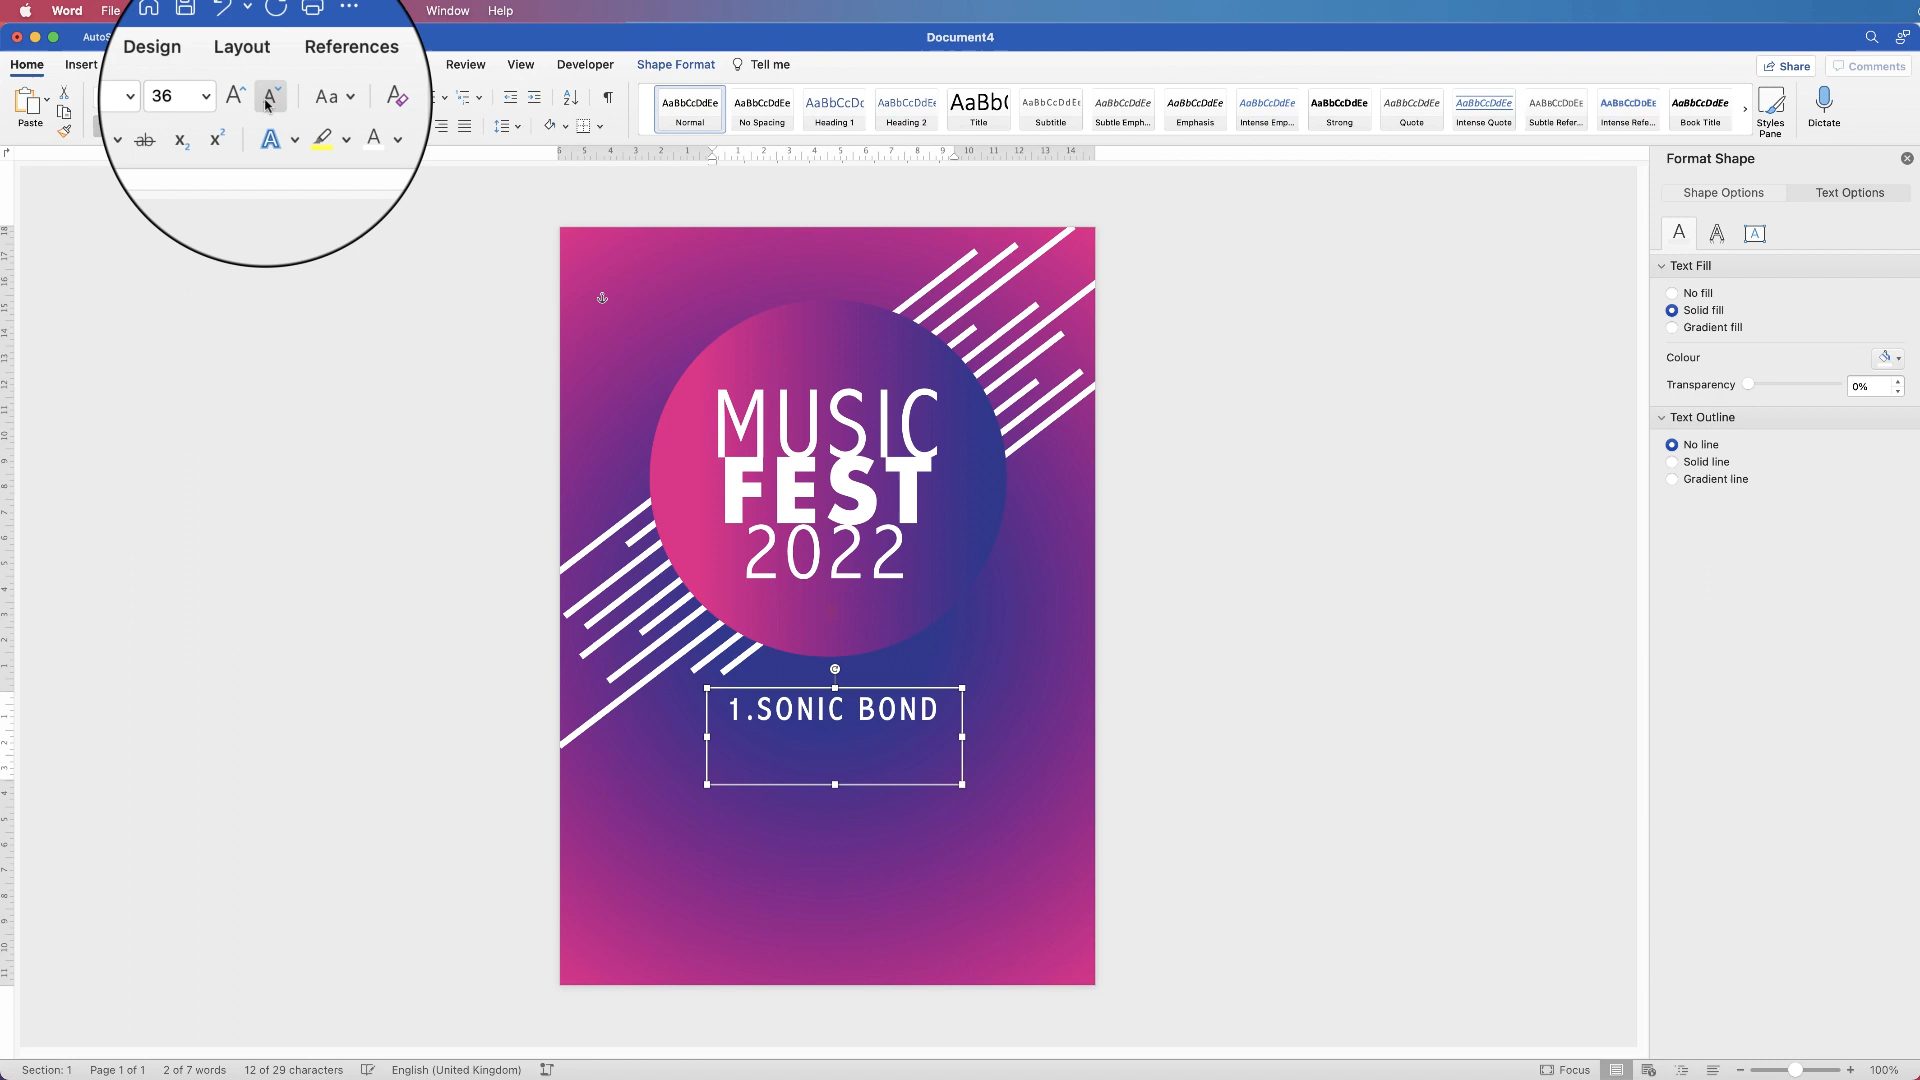 Word File Window Help
AutoS Document4
Design Layout References
Home Insert Review View Developer Shape Format Tell me Share Comments
36 Aa
Paste
AaBbCcDdEe AaBbCcDdEe AaBbCcDc AaBbCcDdEe AaBb( AaBbCcDdEe AaBbCcDdEe AaBbCcDdEe AaBbCcDdEe AaBbCcDdEe AaBbCcDdEe AaBbCcDdEe AaBbCcDdEe AaBbCcDdEe AaBbCcDdEe
Normal No Spacing Heading 1 Heading 2 Title Subtitle Subtle Emph... Emphasis Intense Emp... Strong Quote Intense Quote Subtle Refer... Intense Refe... Book Title
Styles Pane
Dictate
Format Shape
Shape Options Text Options
Text Fill
No fill
Solid fill
Gradient fill
Colour
Transparency 0%
Text Outline
No line
Solid line
Gradient line
MUSIC
FEST
2022
1.SONIC BOND
Section: 1 Page 1 of 1 2 of 7 words 12 of 29 characters English (United Kingdom) Focus 100%